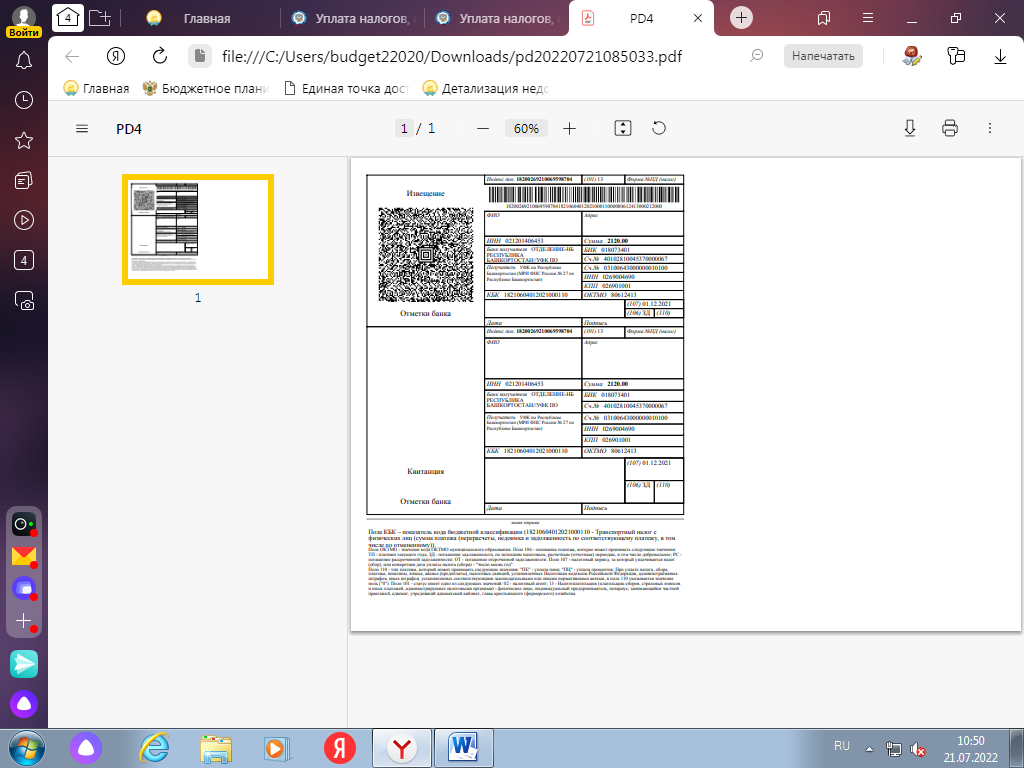 4
Главная
Уплата налогов,
Уплата налогов,
PD4
Войти
file:///C:/Users/budget22020/Downloads/pd20220721085033.pdf
Напечатать
Главная
Бюджетное плани
Единая точка дост
Детализация недо
PD4
1 / 1
60%
1
4
Извещение
Индекс док. 18200269210069598704
(101) 13
Форма №ПД (налог)
ФИО
Адрес
ИНН 021201406453
Сумма 2120.00
Банк получателя ОТДЕЛЕНИЕ-НБ
РЕСПУБЛИКА
БАШКОРТОСТАН//УФК ПО
БИК 018073401
Сч.№ 40102810045370000067
Получатель УФК по Республике
Башкортостан (МРИ ФНС России № 27 по
Республике Башкортостан)
Сч.№ 03100643000000010100
ИНН 0269004690
КПП 026901001
КБК 18210604012021000110
ОКТМО 80612413
(107) 01.12.2021
(106) ЗД
(110)
Отметки банка
Дата
Подпись
Индекс док. 18200269210069598704
(101) 13
Форма №ПД (налог)
ФИО
Адрес
ИНН 021201406453
Сумма 2120.00
Банк получателя ОТДЕЛЕНИЕ-НБ
РЕСПУБЛИКА
БАШКОРТОСТАН//УФК ПО
БИК 018073401
Сч.№ 40102810045370000067
Получатель УФК по Республике
Башкортостан (МРИ ФНС России № 27 по
Республике Башкортостан)
Сч.№ 03100643000000010100
ИНН 0269004690
КПП 026901001
КБК 18210604012021000110
ОКТМО 80612413
Квитанция
(107) 01.12.2021
(106) ЗД
(110)
Отметки банка
Дата
Подпись
линия отрыва
Поле КБК – показатель кода бюджетной классификации (18210604012021000110 - Транспортный налог с
физических лиц (сумма платежа (перерасчеты, недоимка и задолженность по соответствующему платежу, в том
числе по отмененному))
RU
10:50
21.07.2022